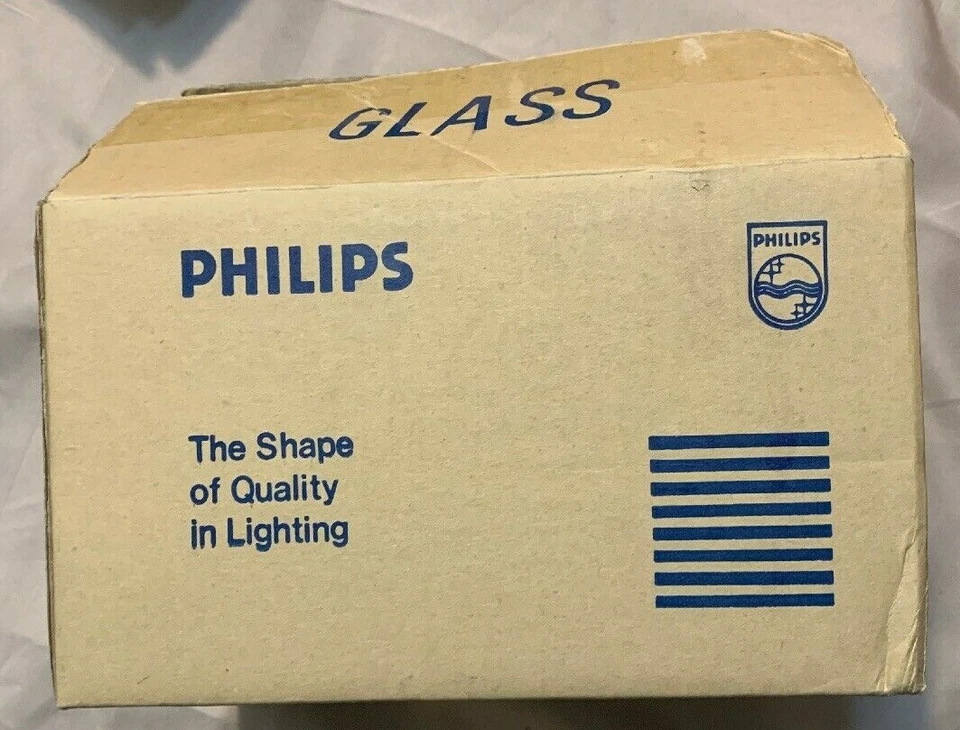 GLASS
PHILIPS
PHILIPS
The Shape
of Quality
in Lighting